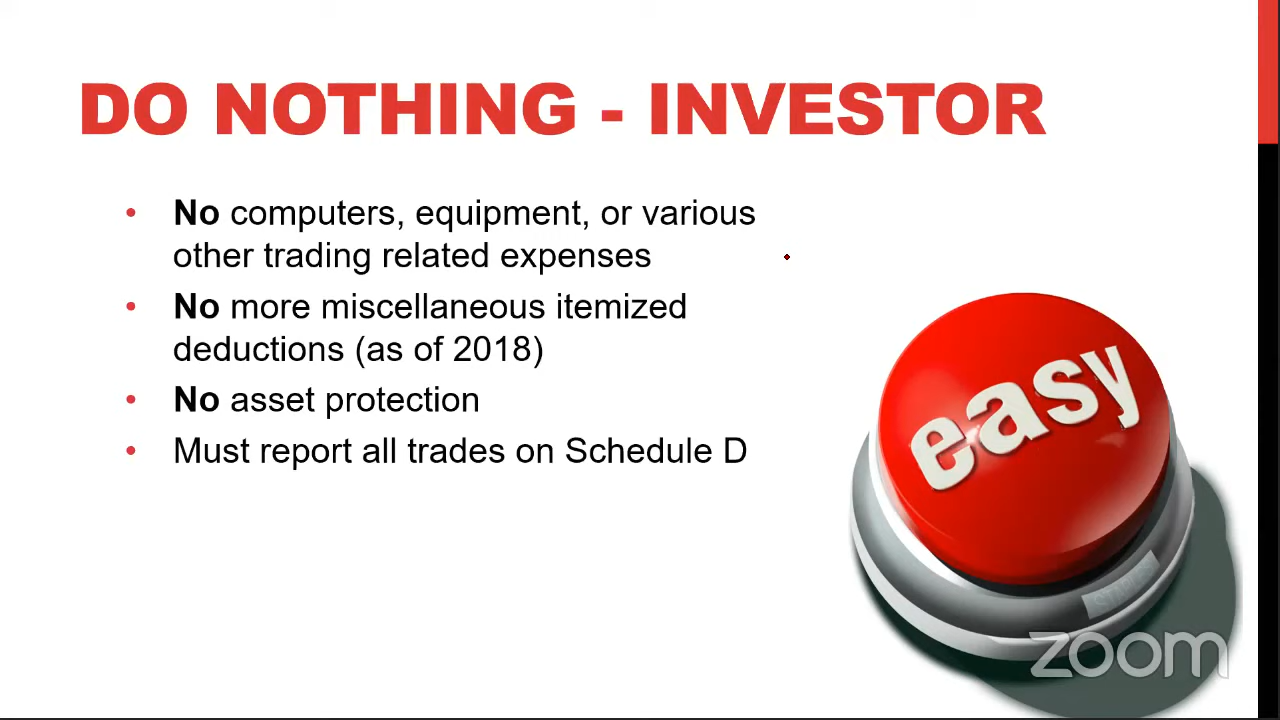 DO NOTHING - INVESTOR
• No computers, equipment, or various
other trading related expenses
• No more miscellaneous itemized
deductions (as of 2018)
• No asset protection
• Must report all trades on Schedule D
easy
zoom